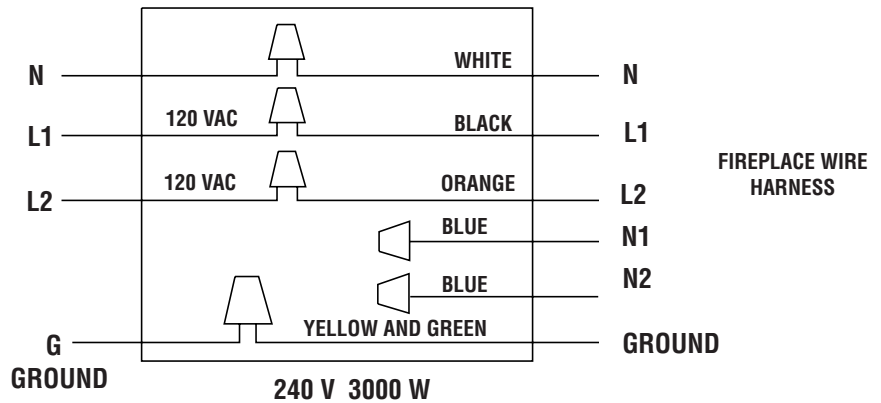 WHITE
N
N
120 VAC
BLACK
L1
L1
FIREPLACE WIRE
HARNESS
120 VAC
ORANGE
L2
L2
BLUE
N1
BLUE
N2
YELLOW AND GREEN
G
GROUND
GROUND
240 V 3000 W